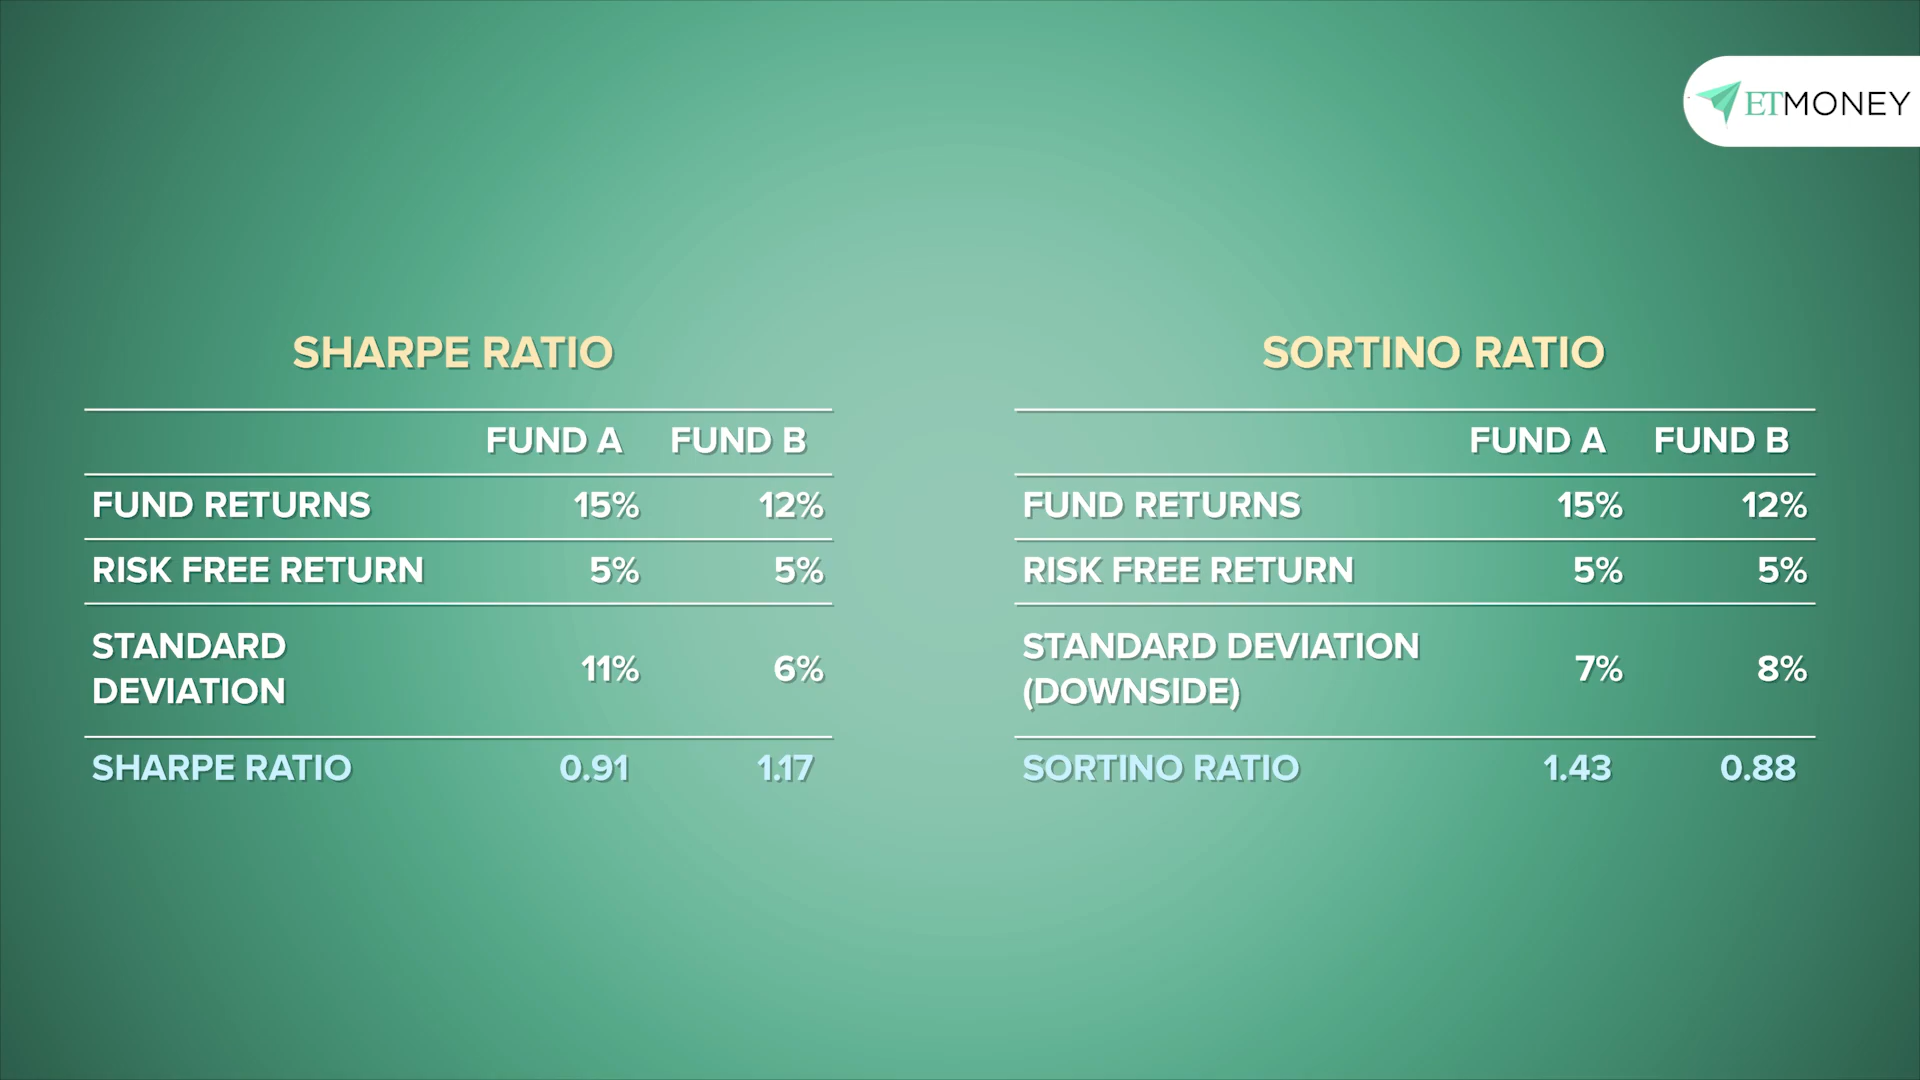 ETMONEY
SHARPE RATIO
FUND A FUND B
FUND RETURNS 15% 12%
RISK FREE RETURN 5% 5%
STANDARD
DEVIATION 11% 6%
SHARPE RATIO 0.91 1.17
SORTINO RATIO
FUND A FUND B
FUND RETURNS 15% 12%
RISK FREE RETURN 5% 5%
STANDARD DEVIATION
(DOWNSIDE) 7% 8%
SORTINO RATIO 1.43 0.88